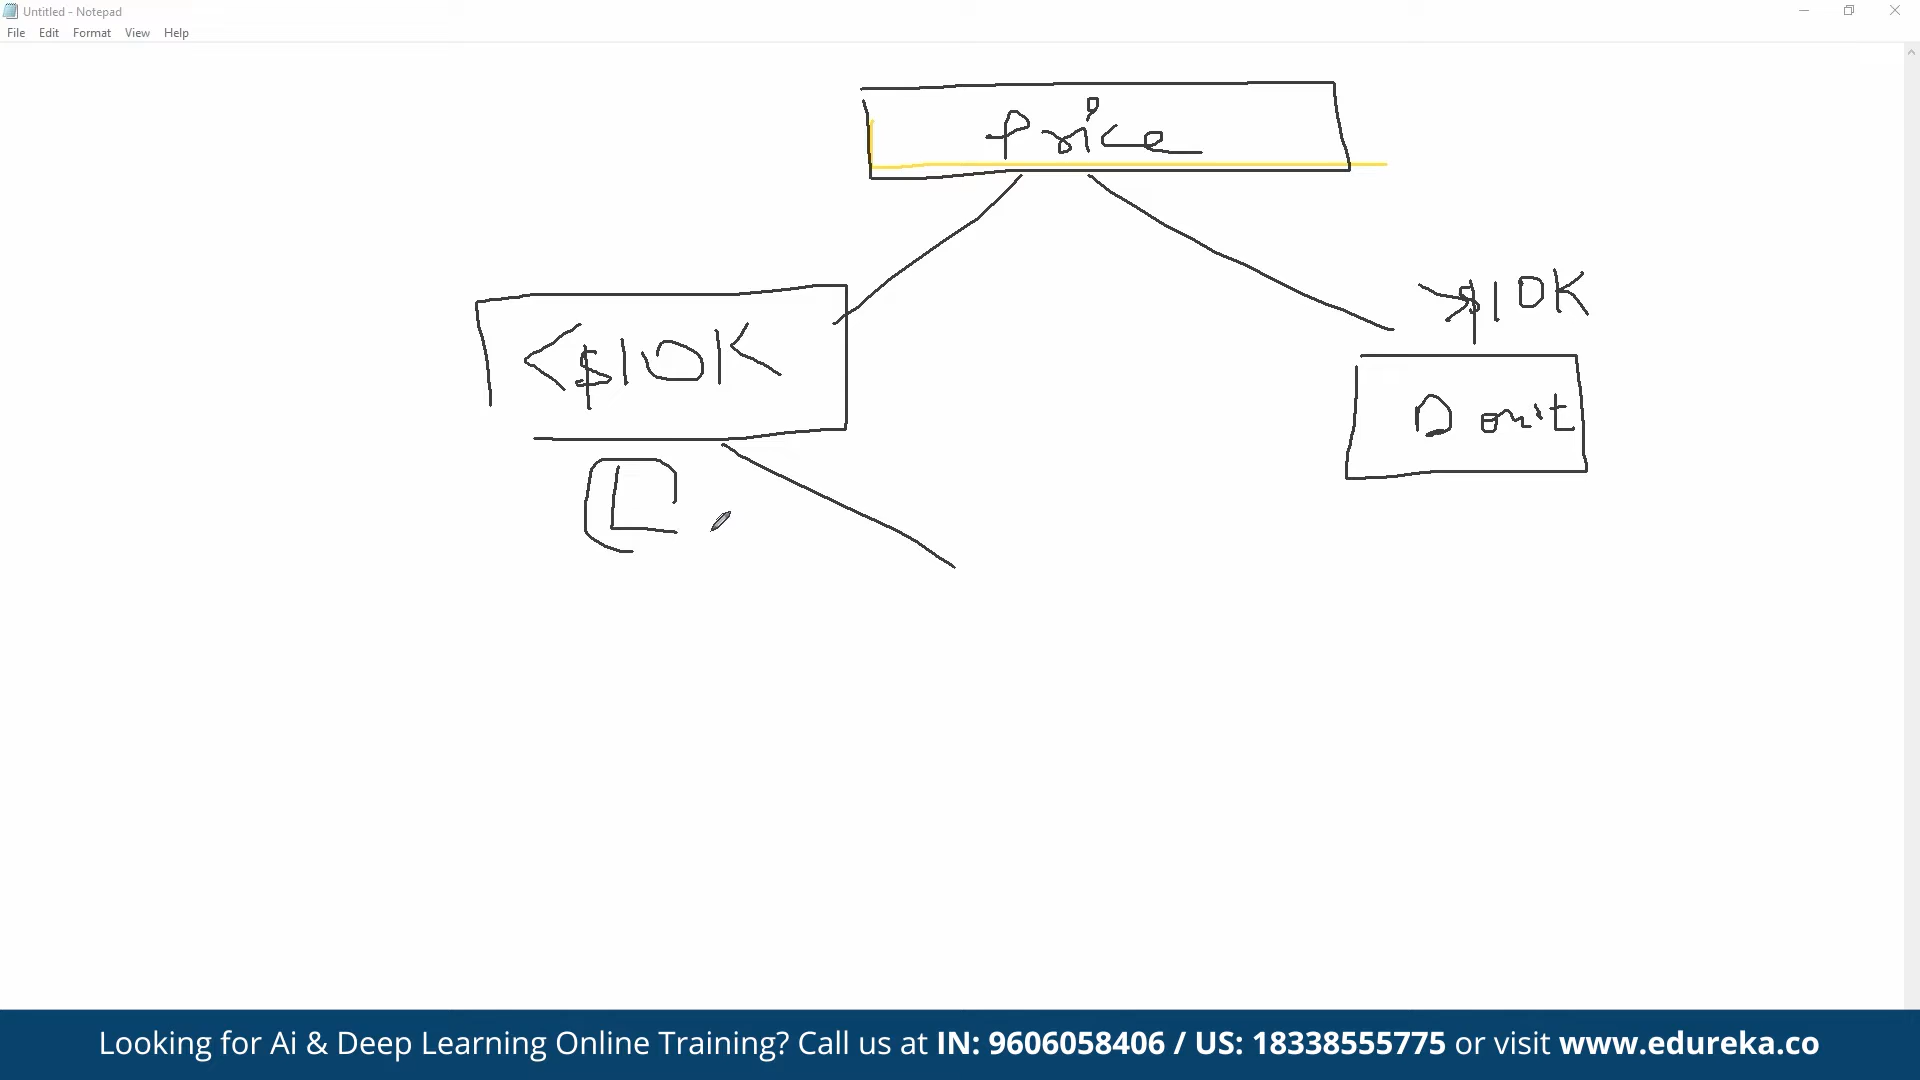 Untitled - Notepad
File Edit Format View Help
Price
>$10K
<$10K
Don't
L
Looking for Ai & Deep Learning Online Training? Call us at IN: 9606058406 / US: 18338555775 or visit www.edureka.co